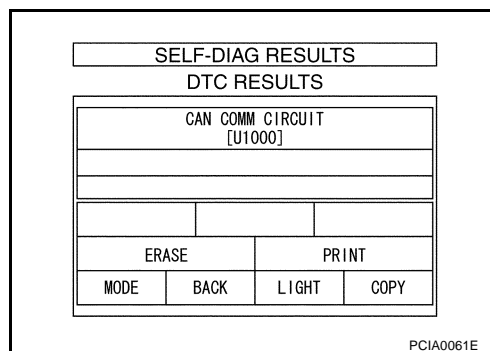 SELF-DIAG RESULTS
DTC RESULTS
CAN COMM CIRCUIT
[U1000]
ERASE PRINT
MODE BACK LIGHT COPY
PCIA0061E